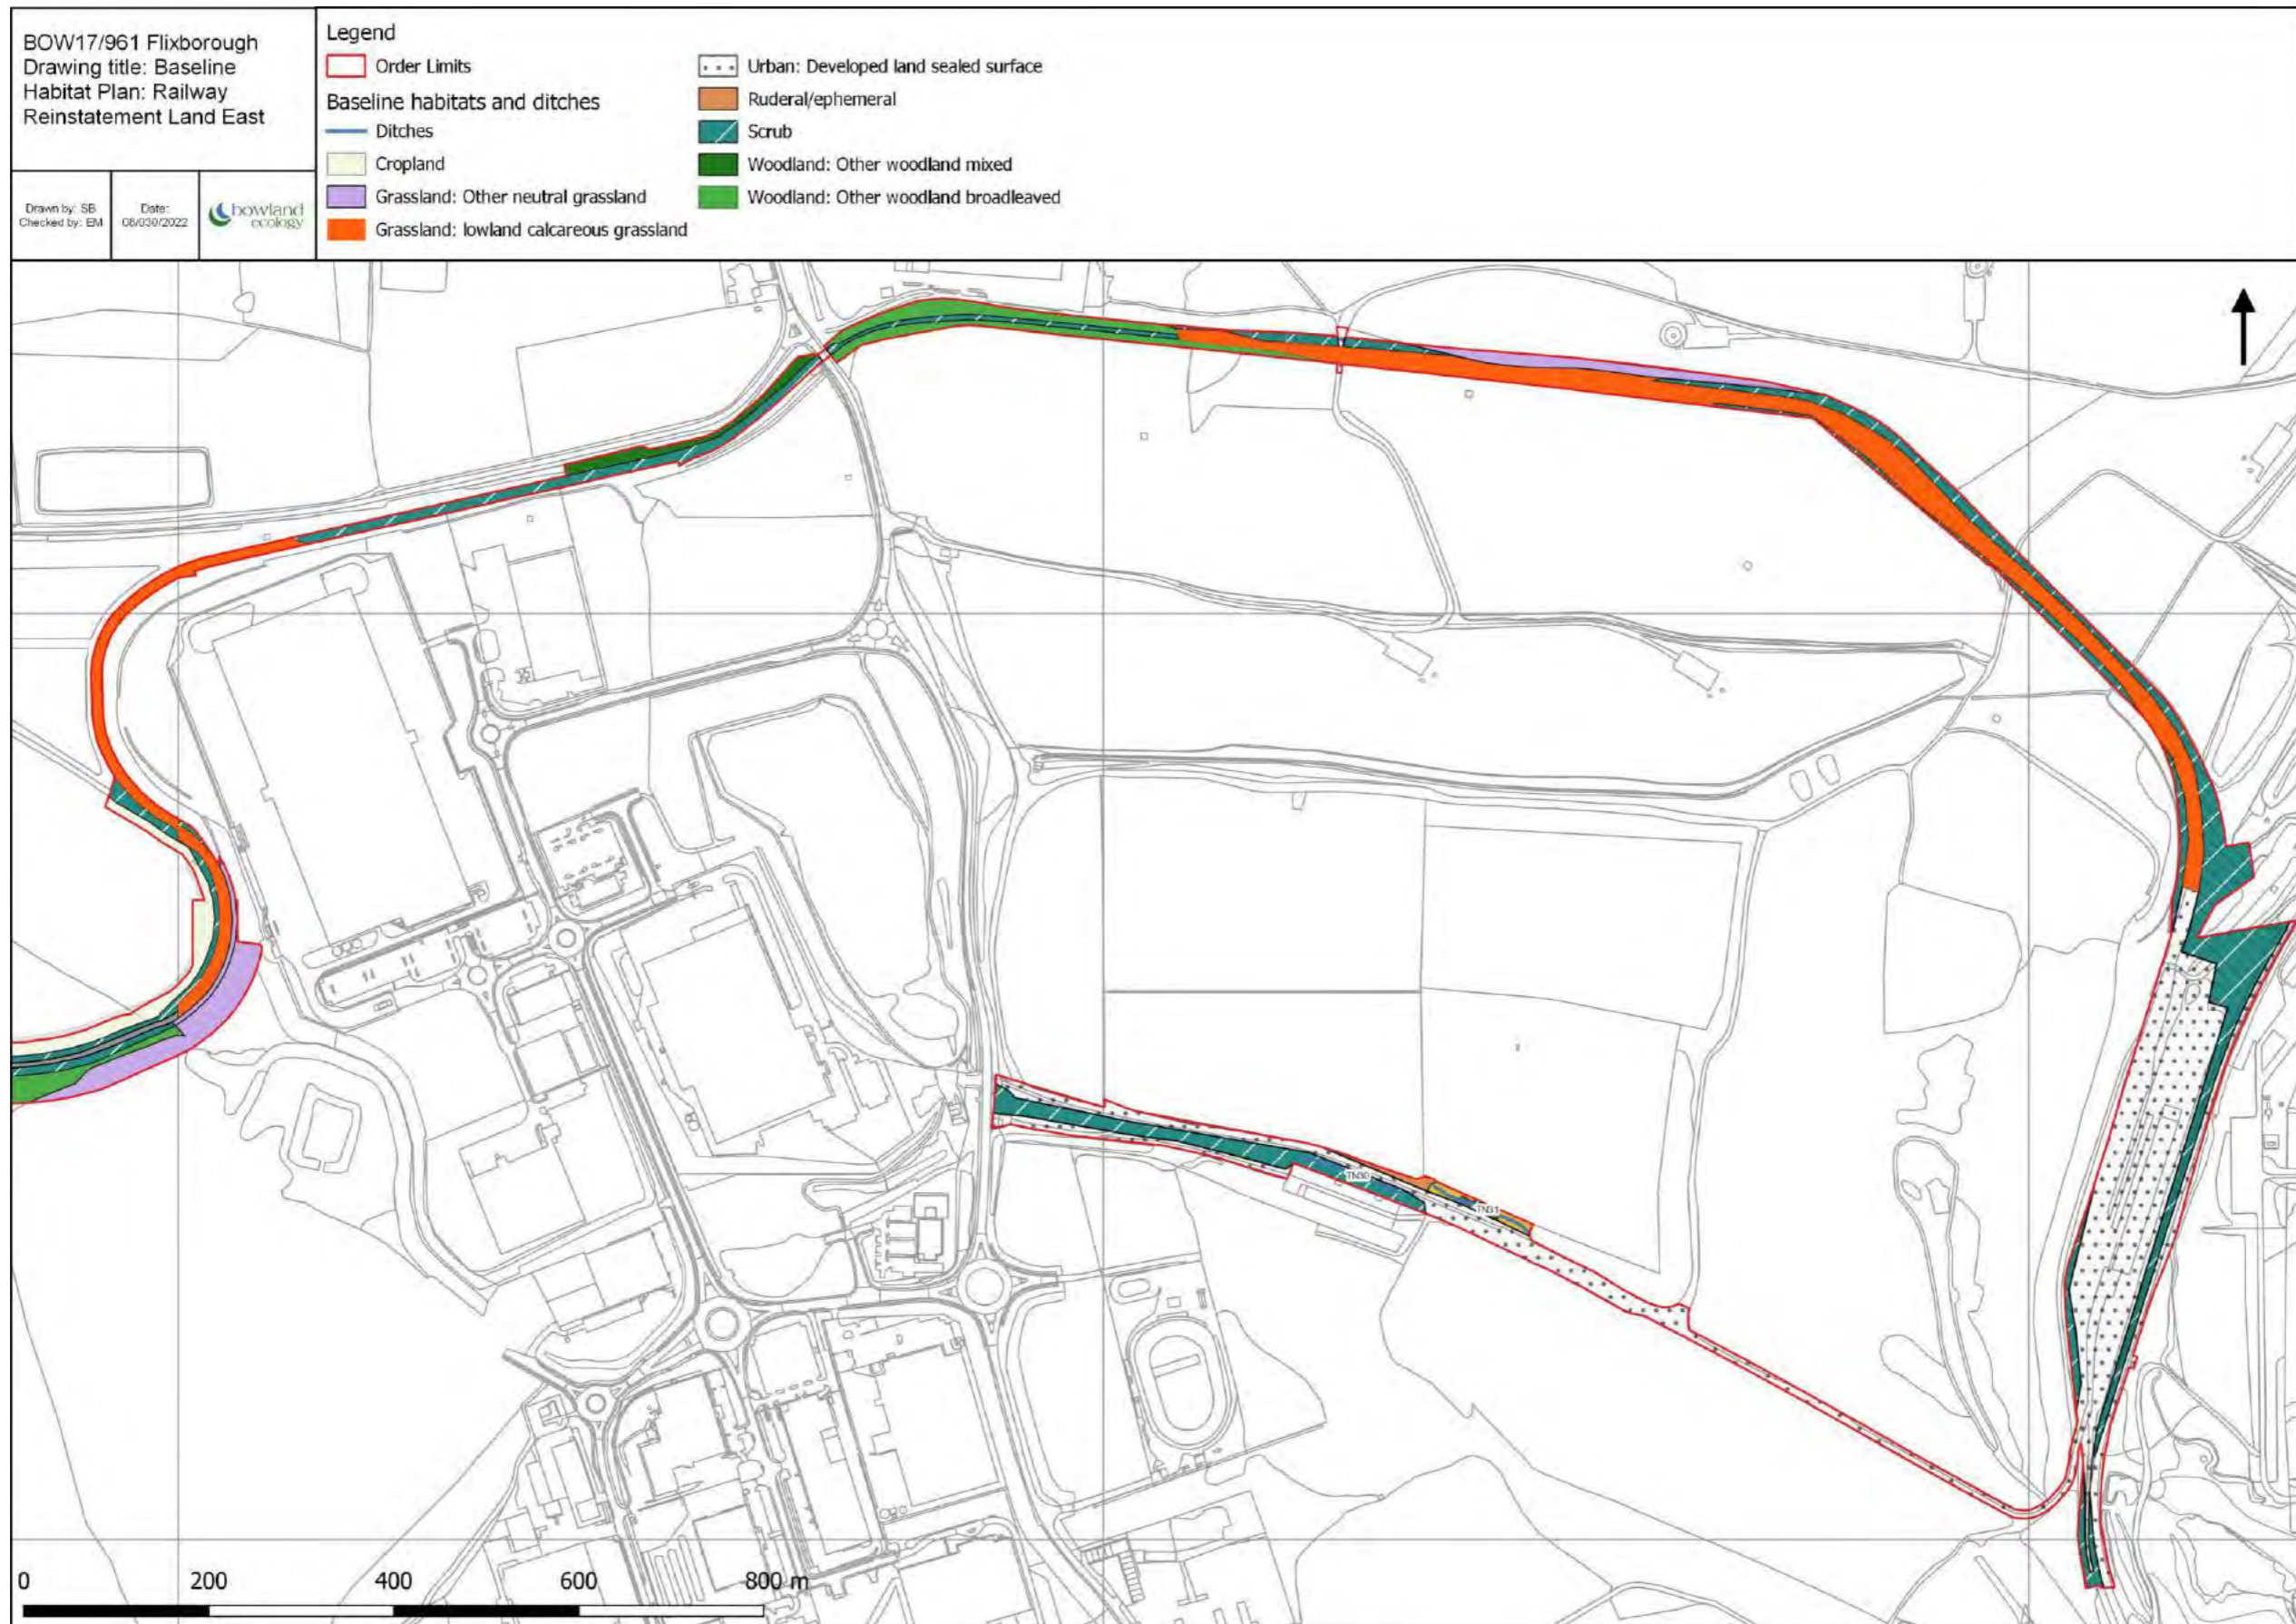 BOW17/961 Flixborough
Drawing title: Baseline
Habitat Plan: Railway
Reinstatement Land East
Drawn by: SB
Checked by: EM
Date:
08/030/2022
bowland
ecology
Legend
Order Limits
Baseline habitats and ditches
Ditches
Cropland
Grassland: Other neutral grassland
Grassland: lowland calcareous grassland
Urban: Developed land sealed surface
Ruderal/ephemeral
Scrub
Woodland: Other woodland mixed
Woodland: Other woodland broadleaved
TN30
TN31
0 200 400 600 800 m